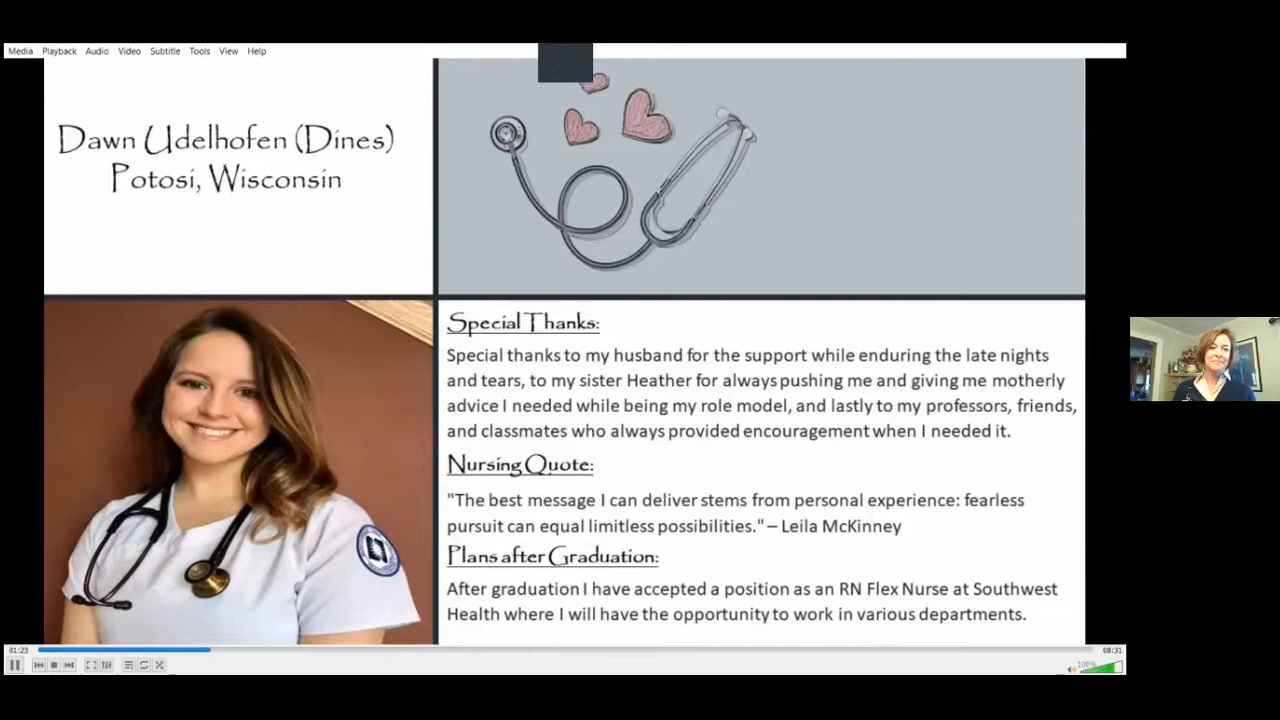 Media Playback Audio Video Subtitle Tools View Help
Dawn Udelhofen (Dines)
Potosi, Wisconsin
Special Thanks:
Special thanks to my husband for the support while enduring the late nights
and tears, to my sister Heather for always pushing me and giving me motherly
advice I needed while being my role model, and lastly to my professors, friends,
and classmates who always provided encouragement when I needed it.
Nursing Quote:
"The best message I can deliver stems from personal experience: fearless
pursuit can equal limitless possibilities." – Leila McKinney
Plans after Graduation:
After graduation I have accepted a position as an RN Flex Nurse at Southwest
Health where I will have the opportunity to work in various departments.
01:23
08:31
100%